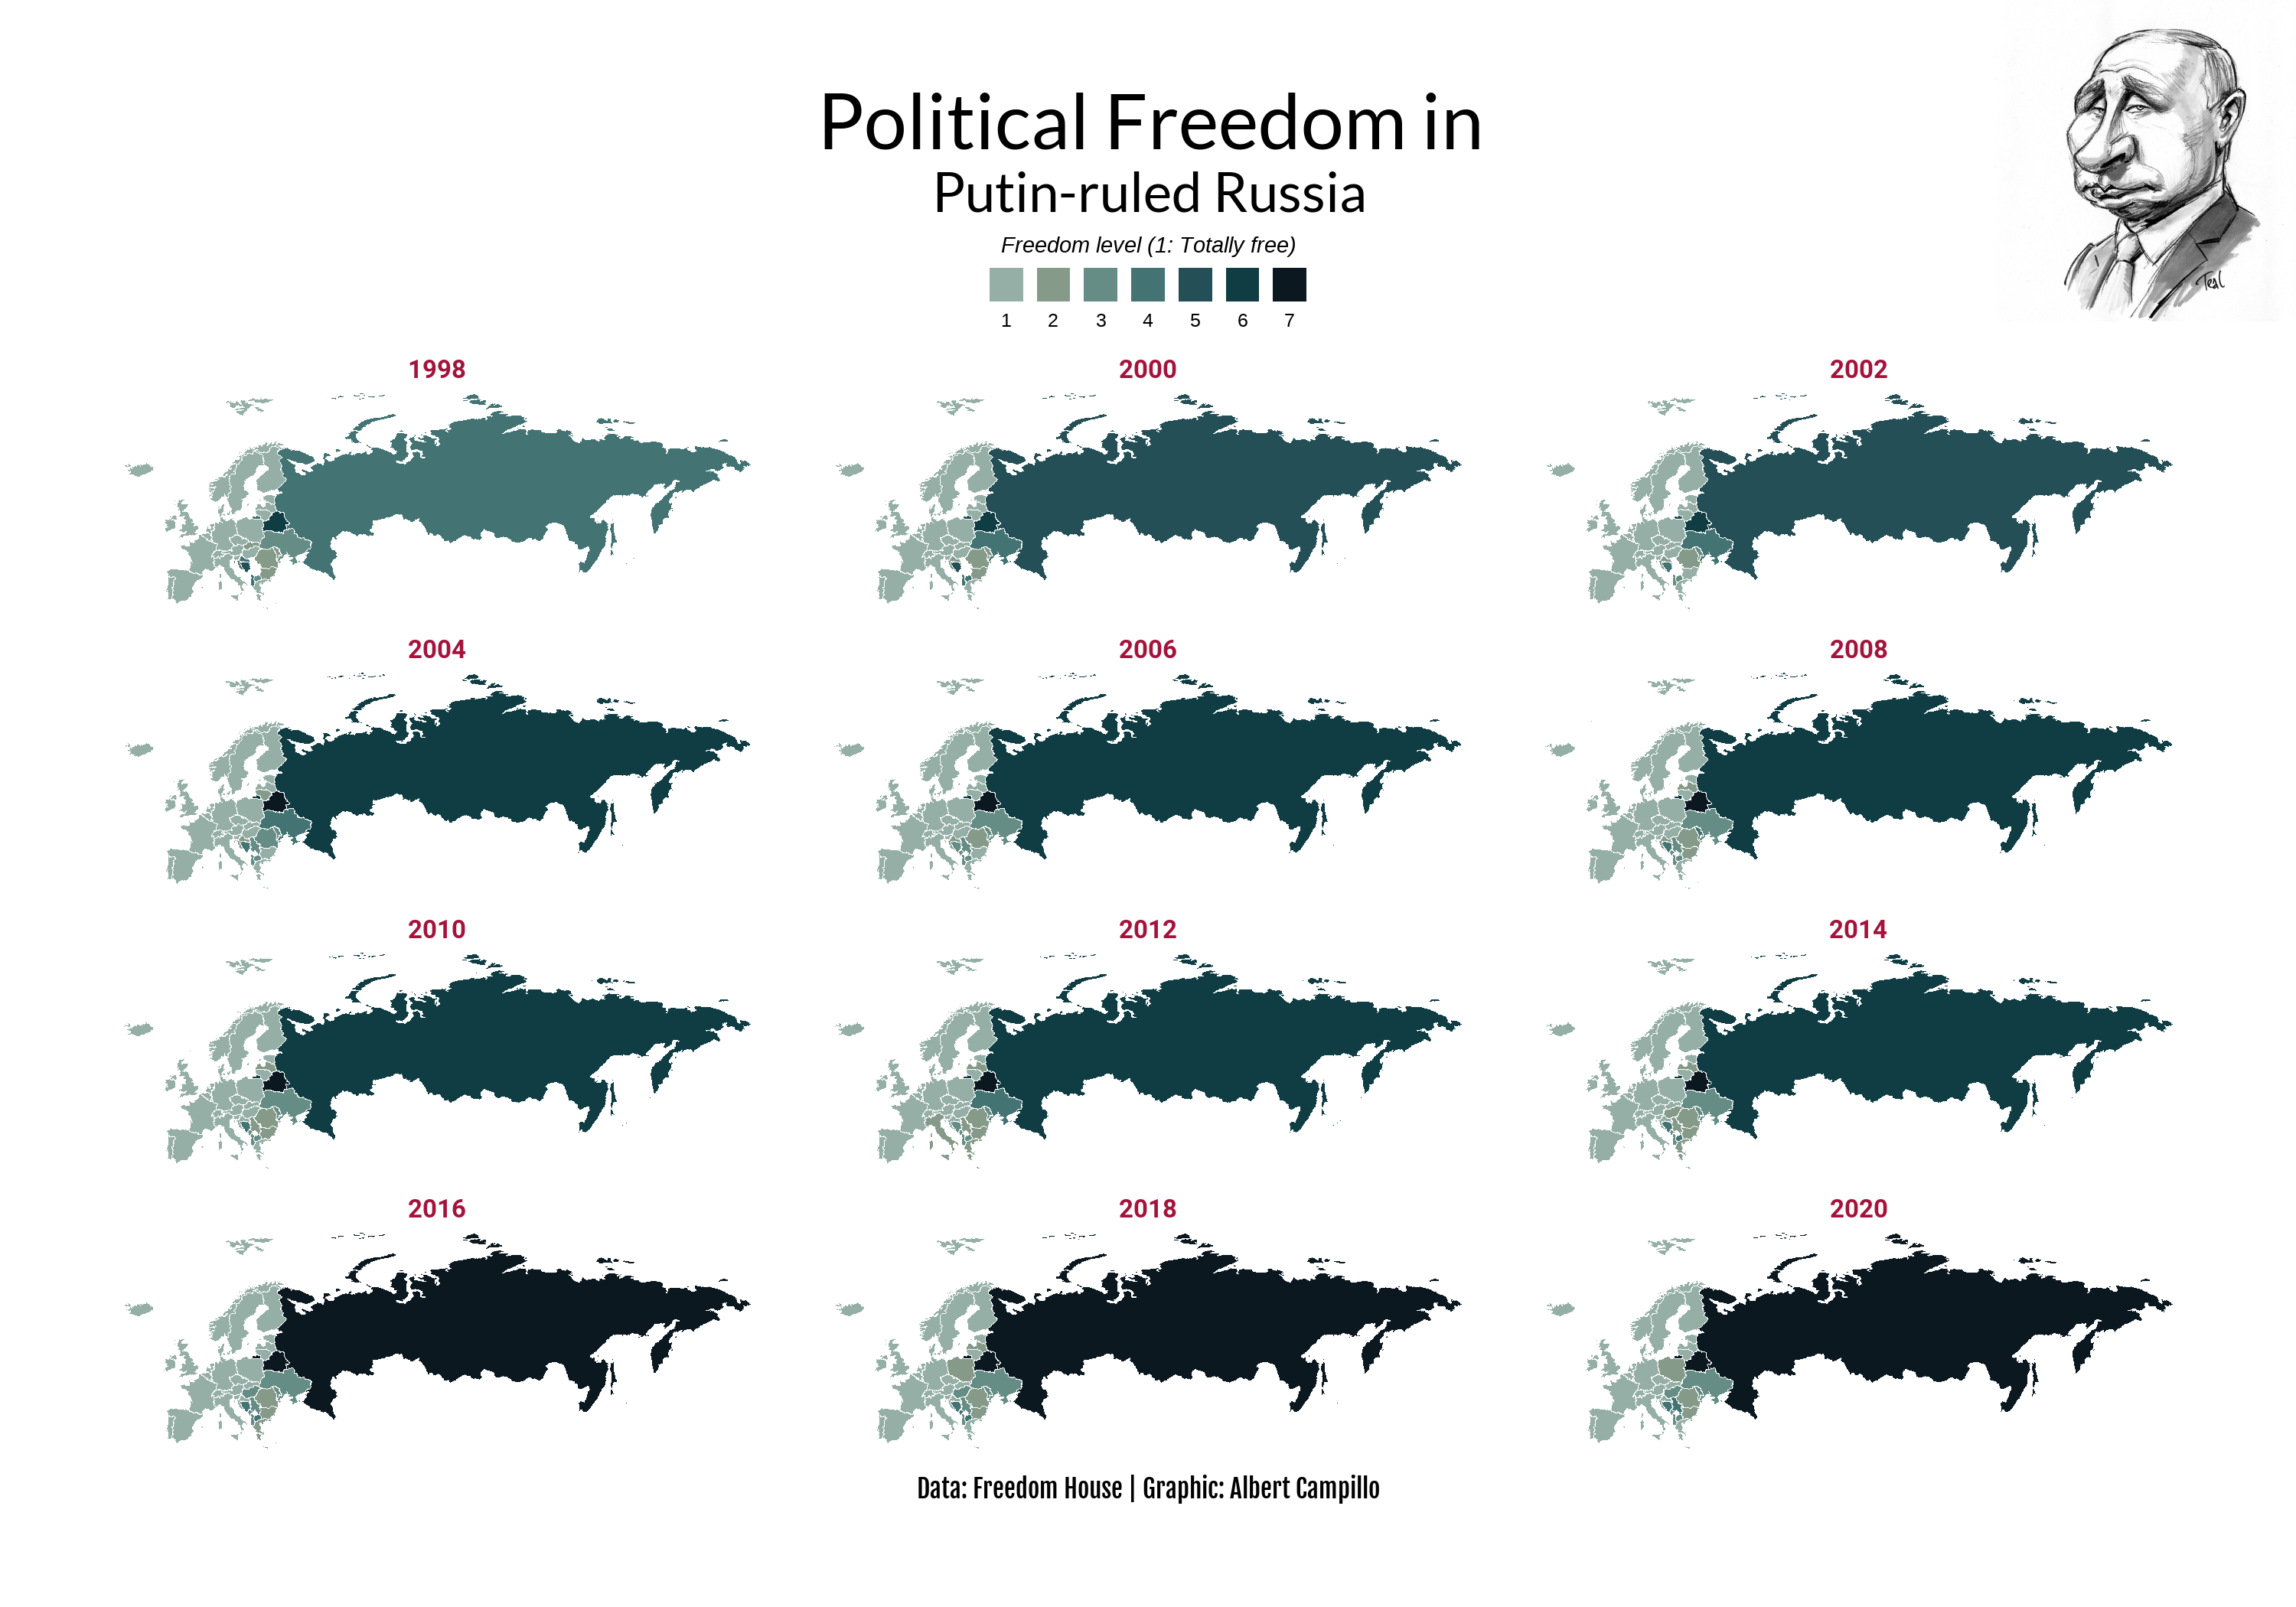 Political Freedom in
Putin-ruled Russia
Freedom level (1: Totally free)
1 2 3 4 5 6 7
1998 2000 2002
2004 2006 2008
2010 2012 2014
2016 2018 2020
Data: Freedom House | Graphic: Albert Campillo